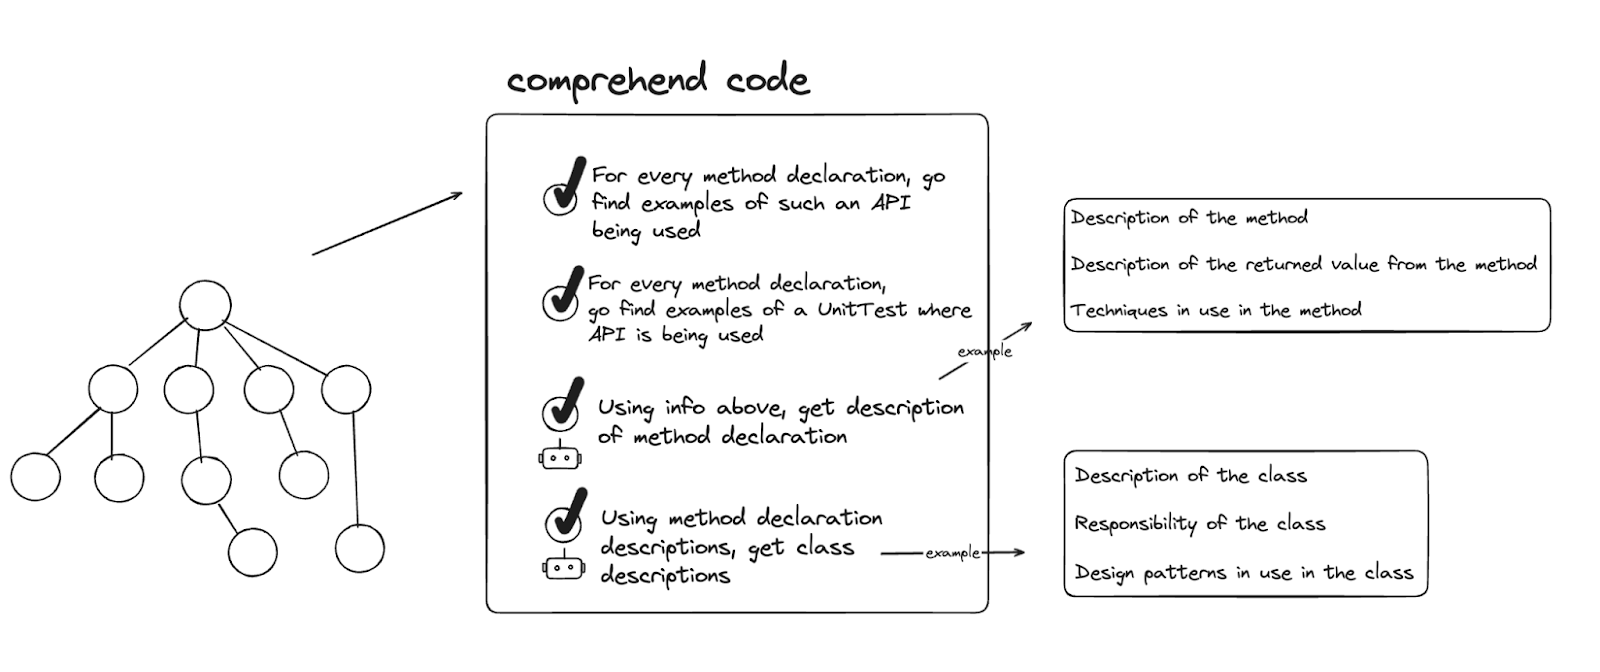 comprehend code
For every method declaration, go
find examples of such an API
being used
For every method declaration,
go find examples of a UnitTest where
API is being used
Using info above, get description
of method declaration
Using method declaration
descriptions, get class
descriptions
example
Description of the method
Description of the returned value from the method
Techniques in use in the method
example
Description of the class
Responsibility of the class
Design patterns in use in the class